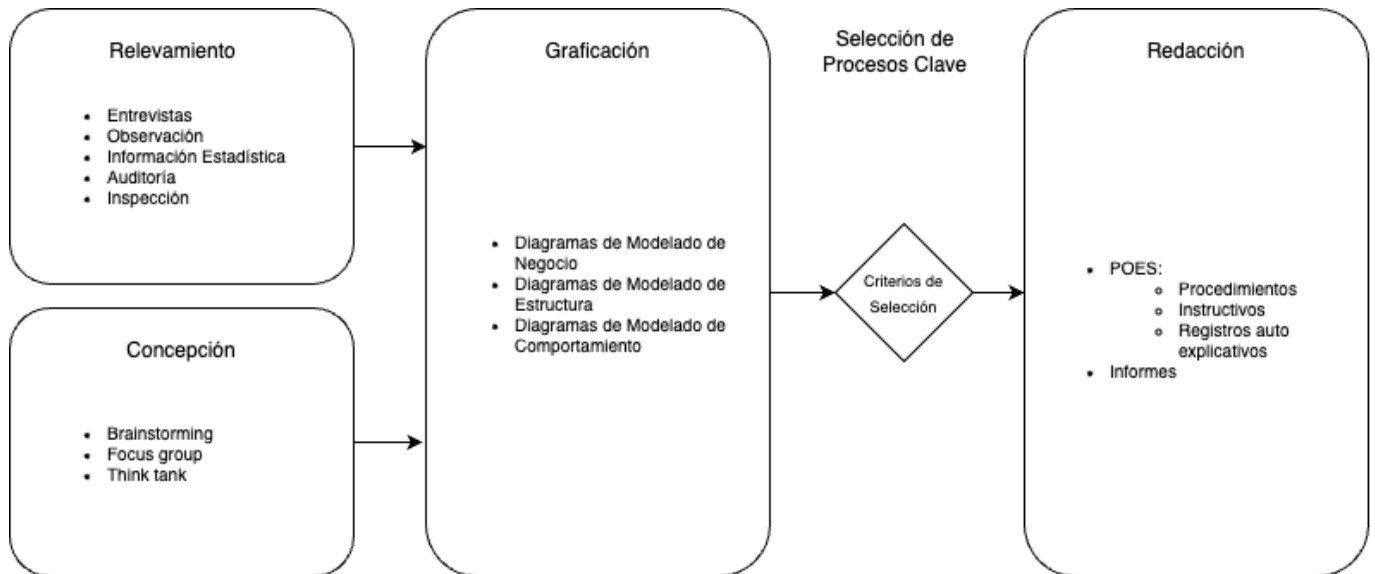 Relevamiento
• Entrevistas
• Observación
• Información Estadística
• Auditoría
• Inspección
Concepción
• Brainstorming
• Focus group
• Think tank
Graficación
• Diagramas de Modelado de
Negocio
• Diagramas de Modelado de
Estructura
• Diagramas de Modelado de
Comportamiento
Selección de
Procesos Clave
Criterios de
Selección
Redacción
• POES:
◦ Procedimientos
◦ Instructivos
◦ Registros auto
explicativos
• Informes